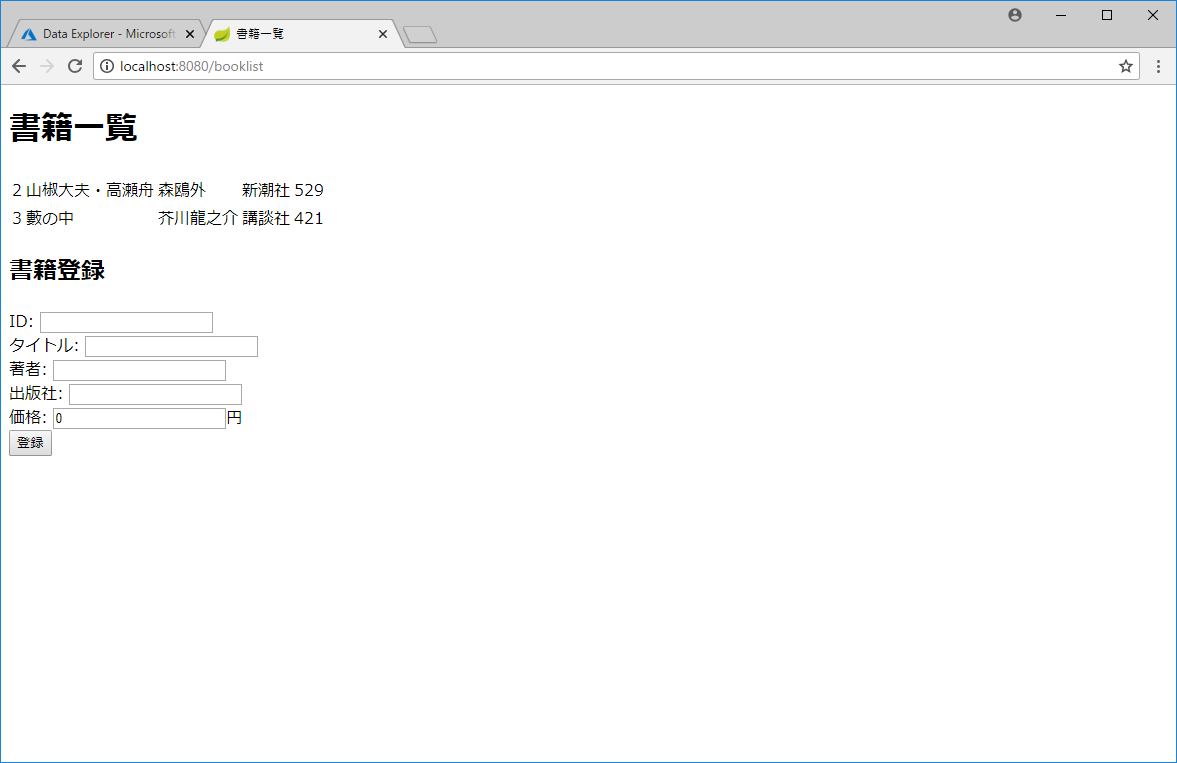 Data Explorer - Microsoft
書籍一覧
localhost:8080/booklist
書籍一覧
2 山椒大夫・高瀬舟 森鴎外 新潮社 529
3 藪の中 芥川龍之介 講談社 421
書籍登録
ID:
タイトル:
著者:
出版社:
価格: 0 円
登録